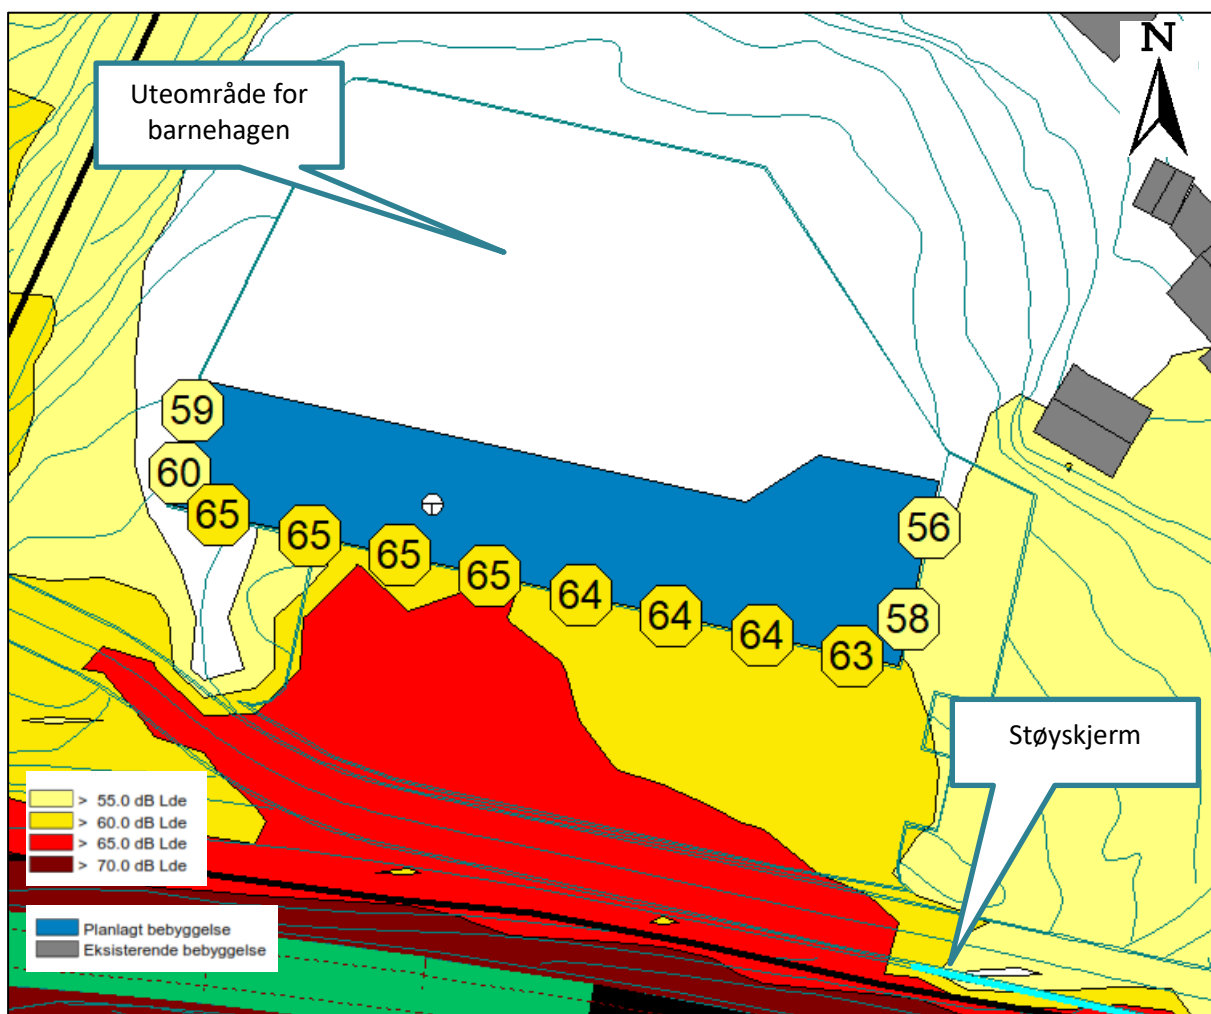 N
Uteområde for
barnehagen
59
60
65
65
65
65
64
64
64
63
56
58
Støyskjerm
> 55.0 dB Lde
> 60.0 dB Lde
> 65.0 dB Lde
> 70.0 dB Lde
Planlagt bebyggelse
Eksisterende bebyggelse